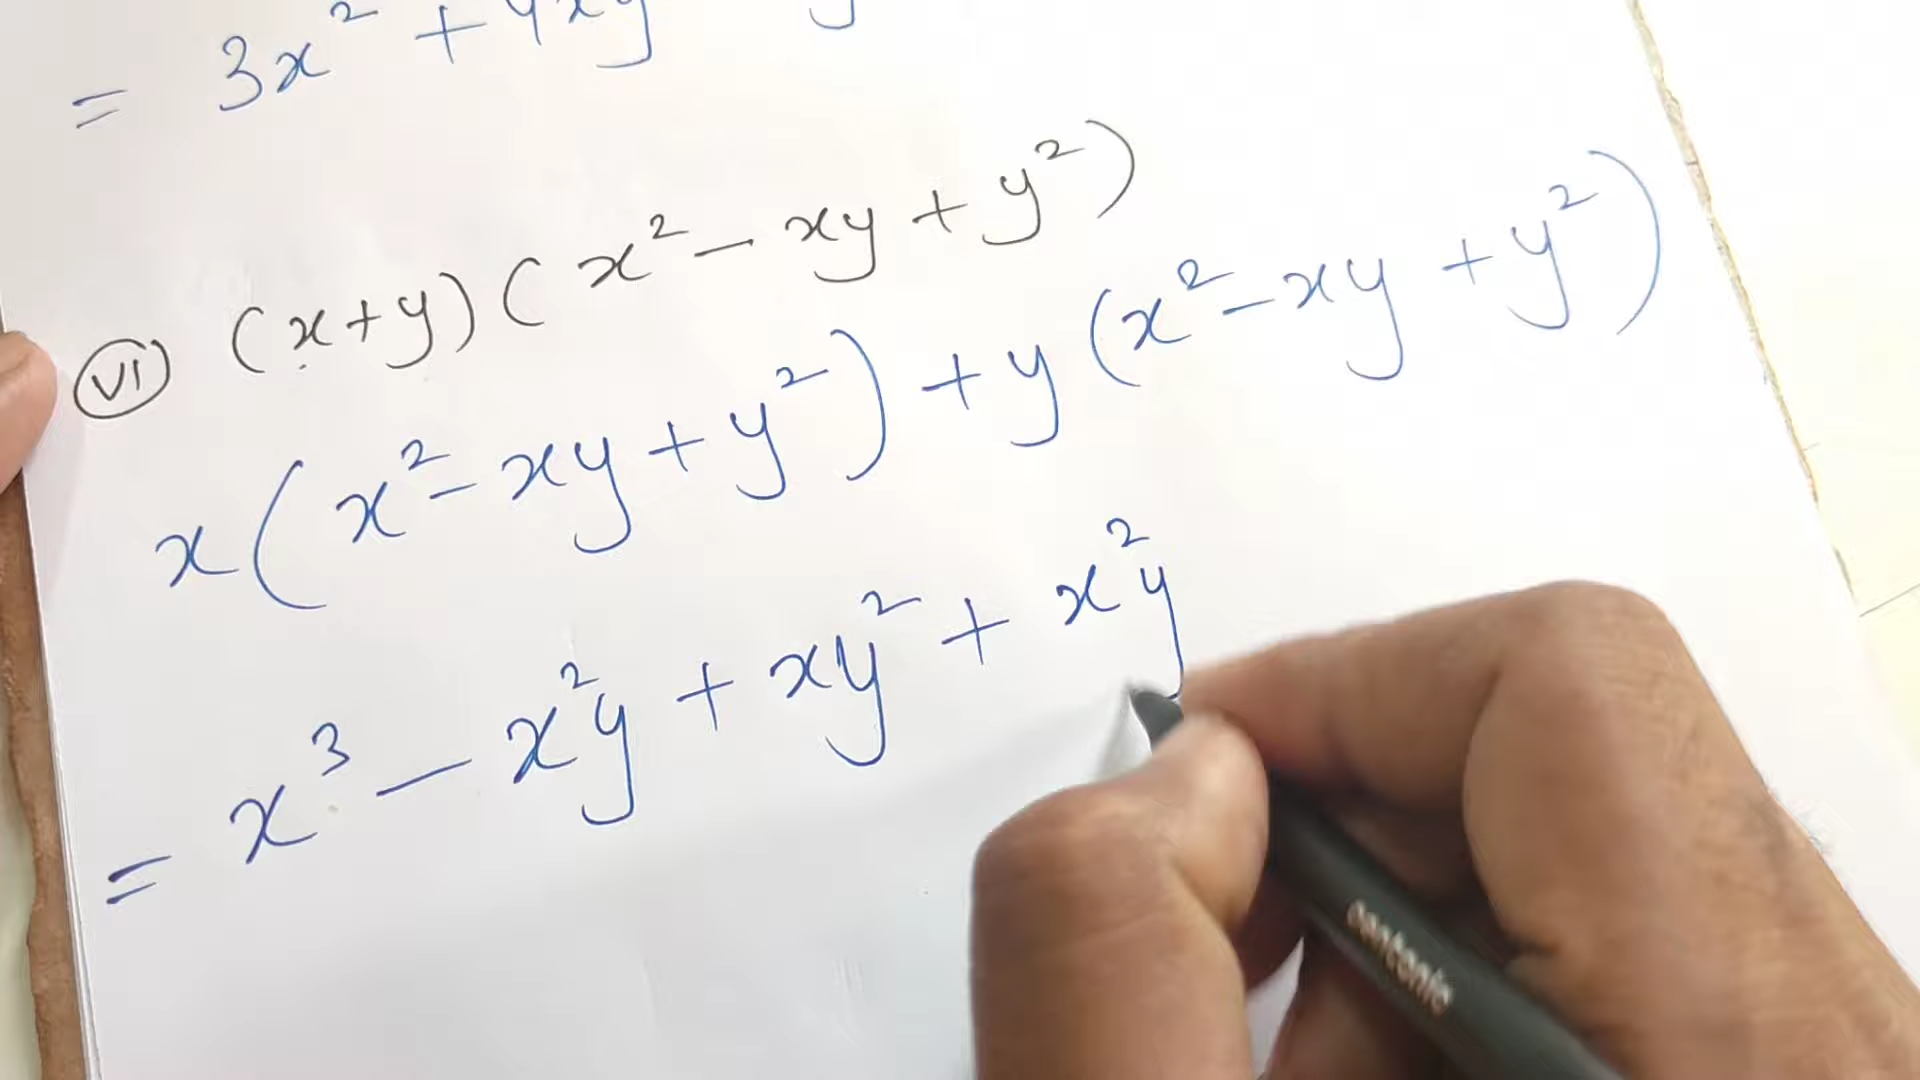 = 3x² + 4xy
(VI) (x+y)(x² - xy + y²)
x(x² - xy + y²) + y(x² - xy + y²)
= x³ - x²y + xy² + x²y